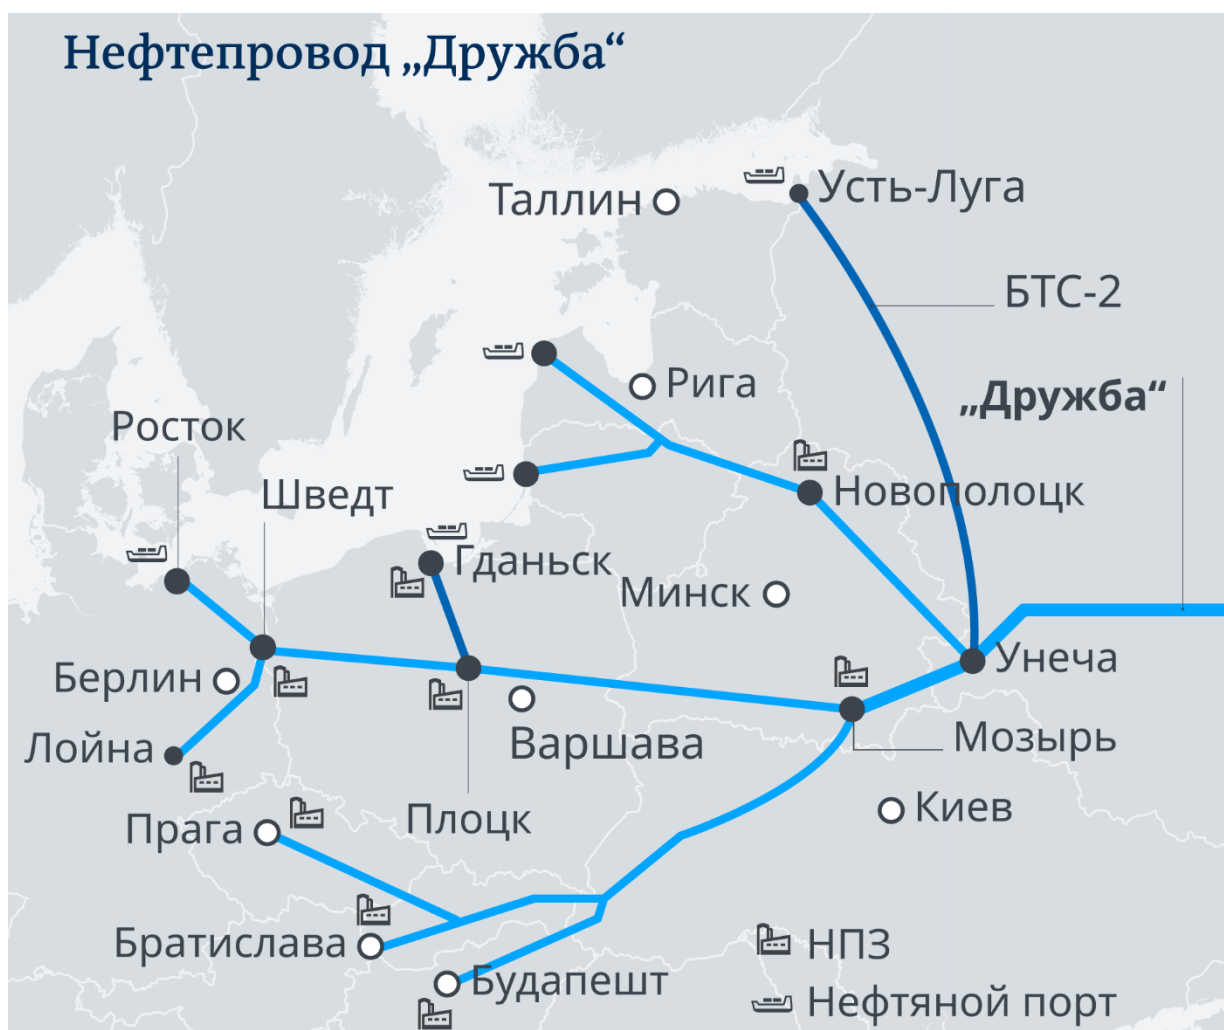 Нефтепровод „Дружба“
Усть-Луга
Таллин
БТС-2
Рига
„Дружба“
Росток
Шведт
Новополоцк
Гданьск
Минск
Унеча
Берлин
Варшава
Мозырь
Лойна
Киев
Плоцк
Прага
Братислава
НПЗ
Будапешт
Нефтяной порт